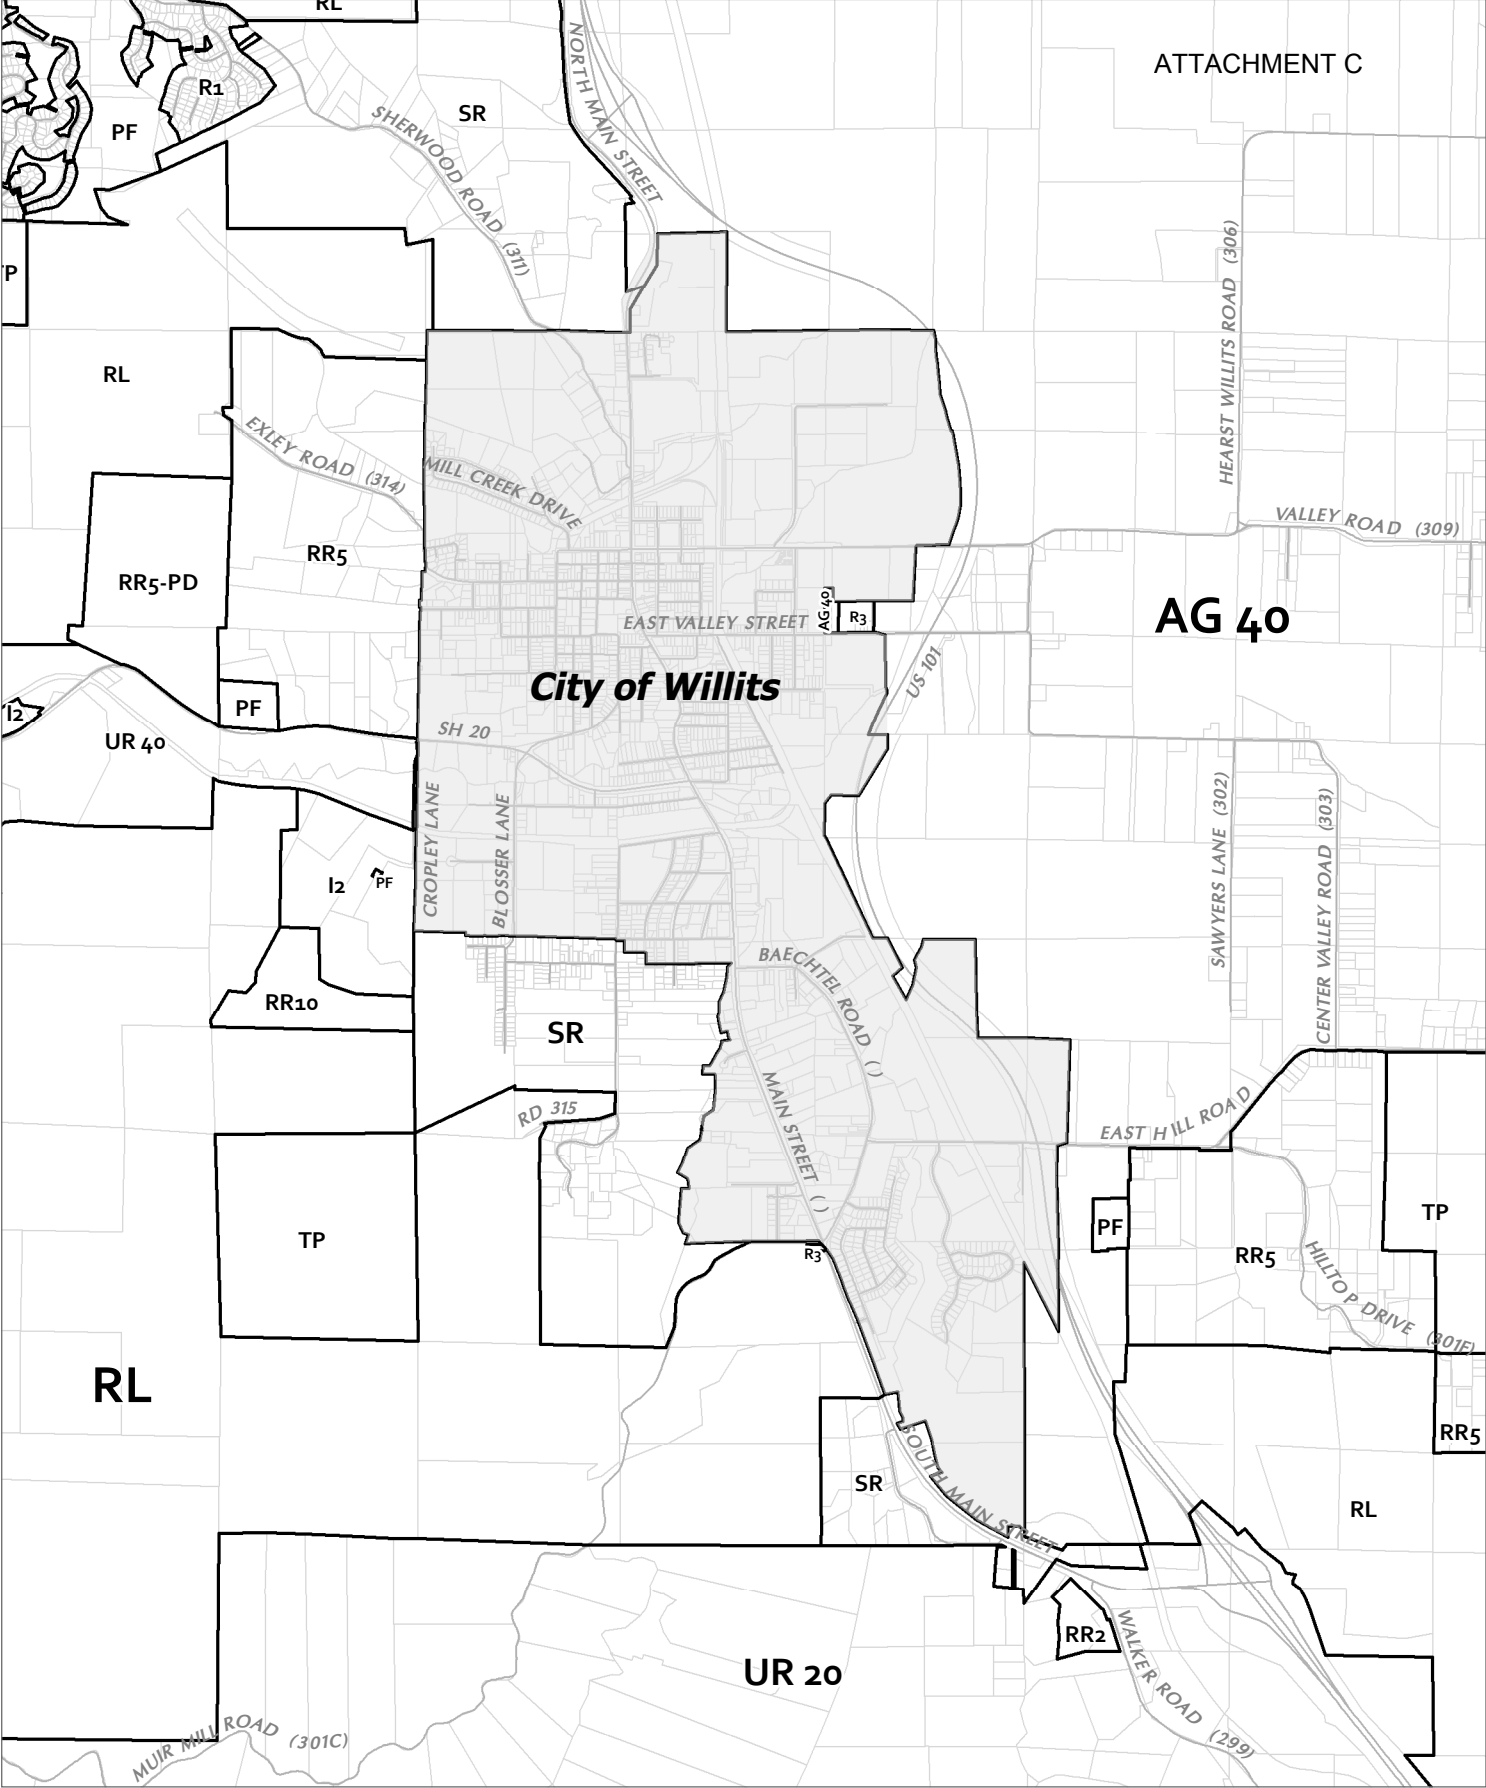 RL
ATTACHMENT C
NORTH MAIN STREET
R1
SR
PF
SHERWOOD ROAD (311)
HEARST WILLITS ROAD (306)
TP
RL
EXLEY ROAD (314)
MILL CREEK DRIVE
VALLEY ROAD (309)
RR5
RR5-PD
AG 40
R3
AG 40
EAST VALLEY STREET
US 101
City of Willits
PF
I2
SH 20
UR 40
CROPLEY LANE
BLOSSER LANE
SAWYERS LANE (302)
CENTER VALLEY ROAD (303)
I2
PF
BAECHTEL ROAD ( )
RR10
SR
MAIN STREET ( )
RD 315
EAST HILL ROAD
TP
PF
TP
R3
RR5
HILLTOP DRIVE (301F)
RL
RR5
SR
SOUTH MAIN STREET
RL
RR2
WALKER ROAD (299)
UR 20
MUIR MILL ROAD (301C)